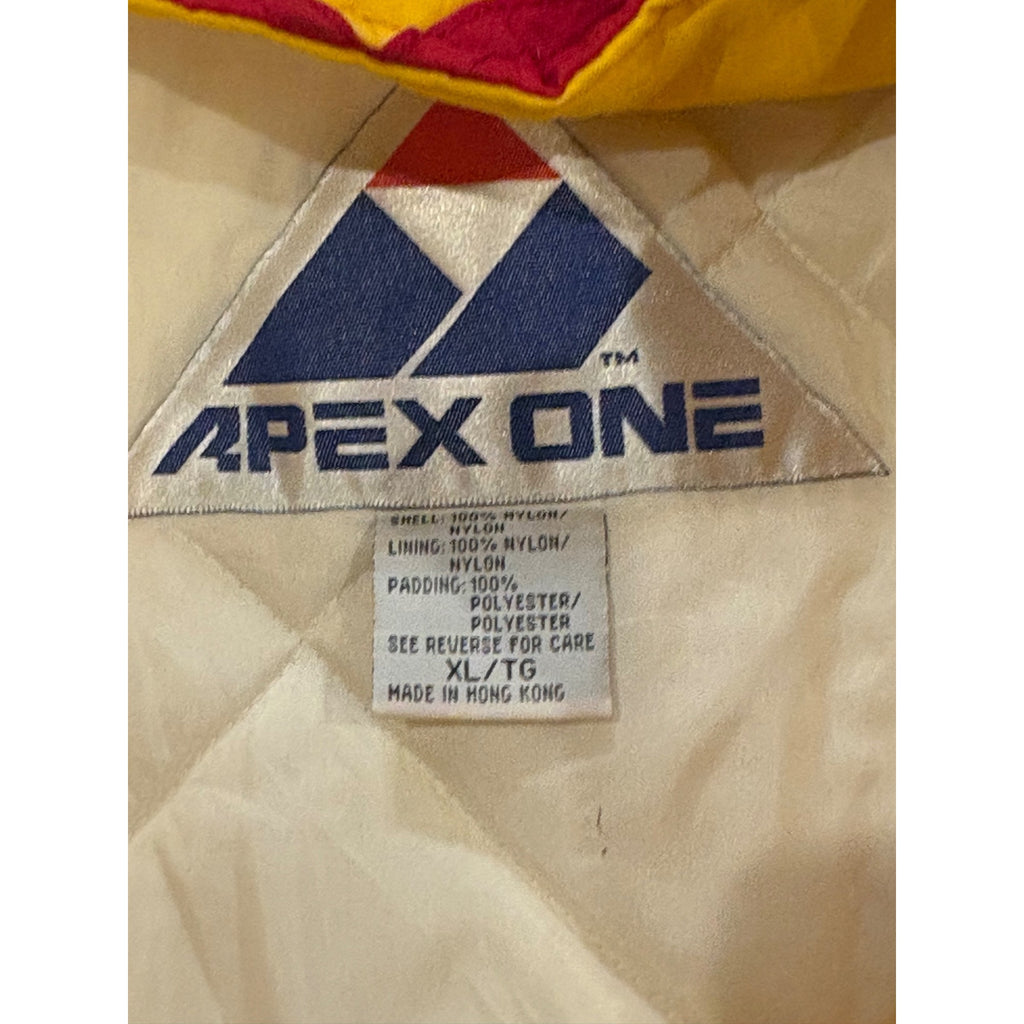 TM
APEX ONE
SHELL: 100% NYLON/
NYLON
LINING: 100% NYLON/
NYLON
PADDING: 100%
POLYESTER/
POLYESTER
SEE REVERSE FOR CARE
XL/TG
MADE IN HONG KONG